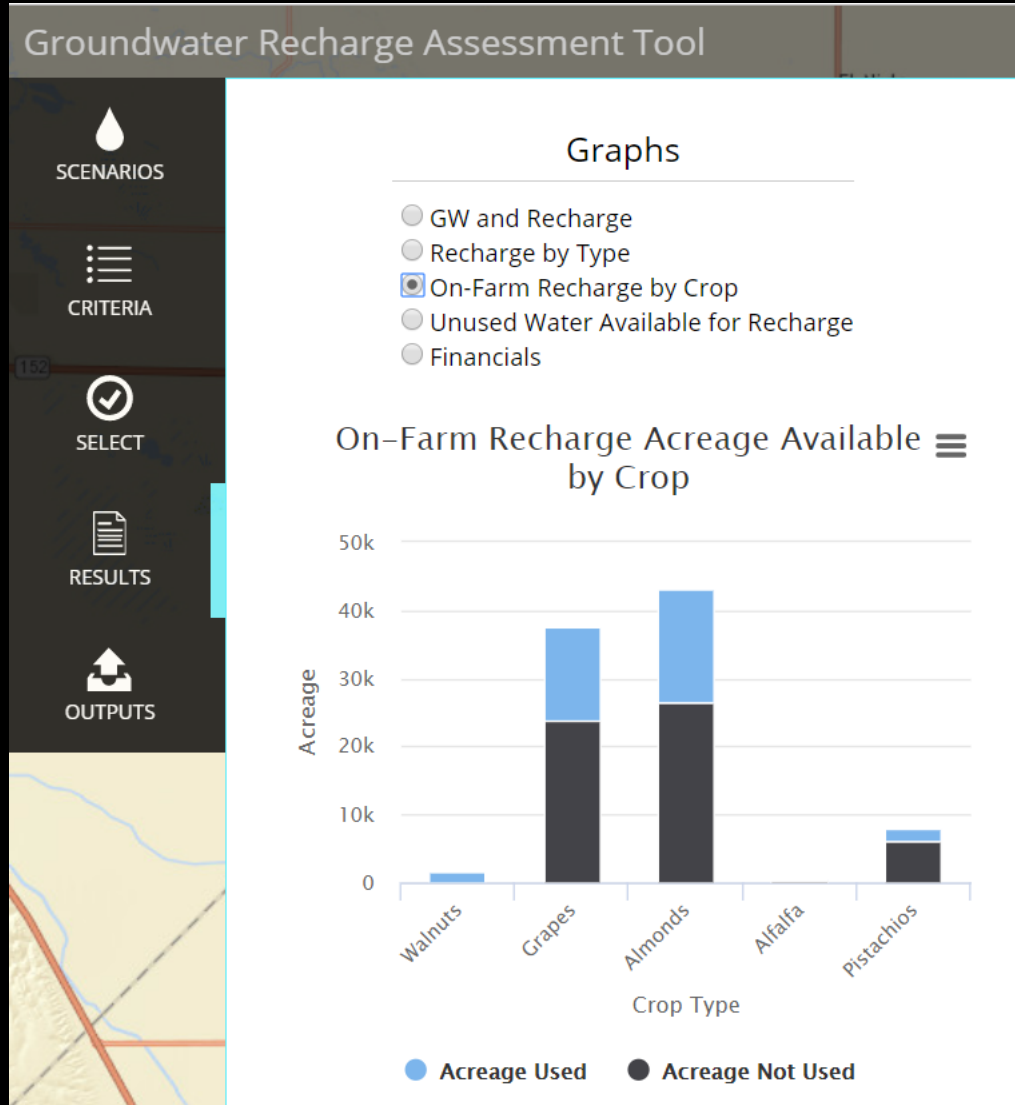 Groundwater Recharge Assessment Tool
SCENARIOS
CRITERIA
152
SELECT
RESULTS
OUTPUTS
Graphs
GW and Recharge
Recharge by Type
On-Farm Recharge by Crop
Unused Water Available for Recharge
Financials
On-Farm Recharge Acreage Available
by Crop
50k
40k
30k
20k
10k
0
Acreage
Walnuts
Grapes
Almonds
Alfalfa
Pistachios
Crop Type
Acreage Used
Acreage Not Used